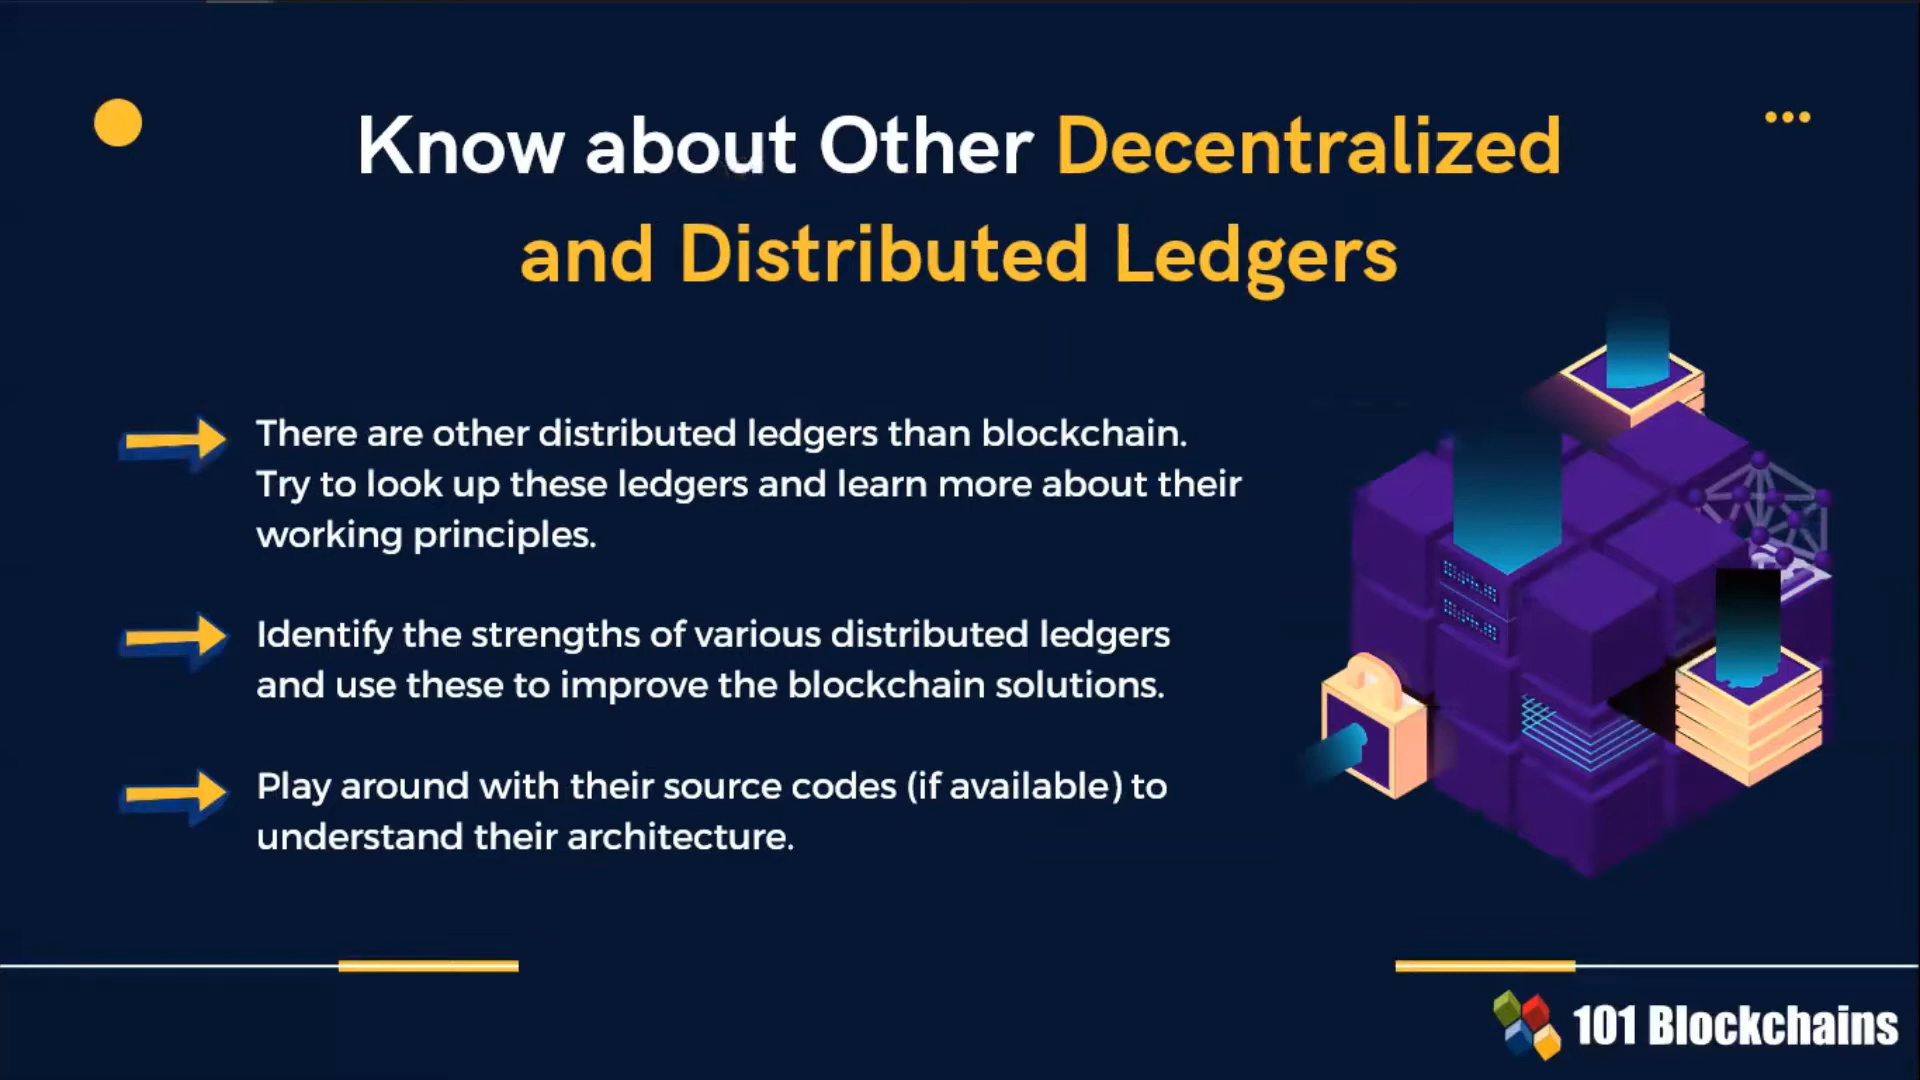 Know about Other Decentralized
and Distributed Ledgers
There are other distributed ledgers than blockchain.
Try to look up these ledgers and learn more about their
working principles.
Identify the strengths of various distributed ledgers
and use these to improve the blockchain solutions.
Play around with their source codes (if available) to
understand their architecture.
101 Blockchains